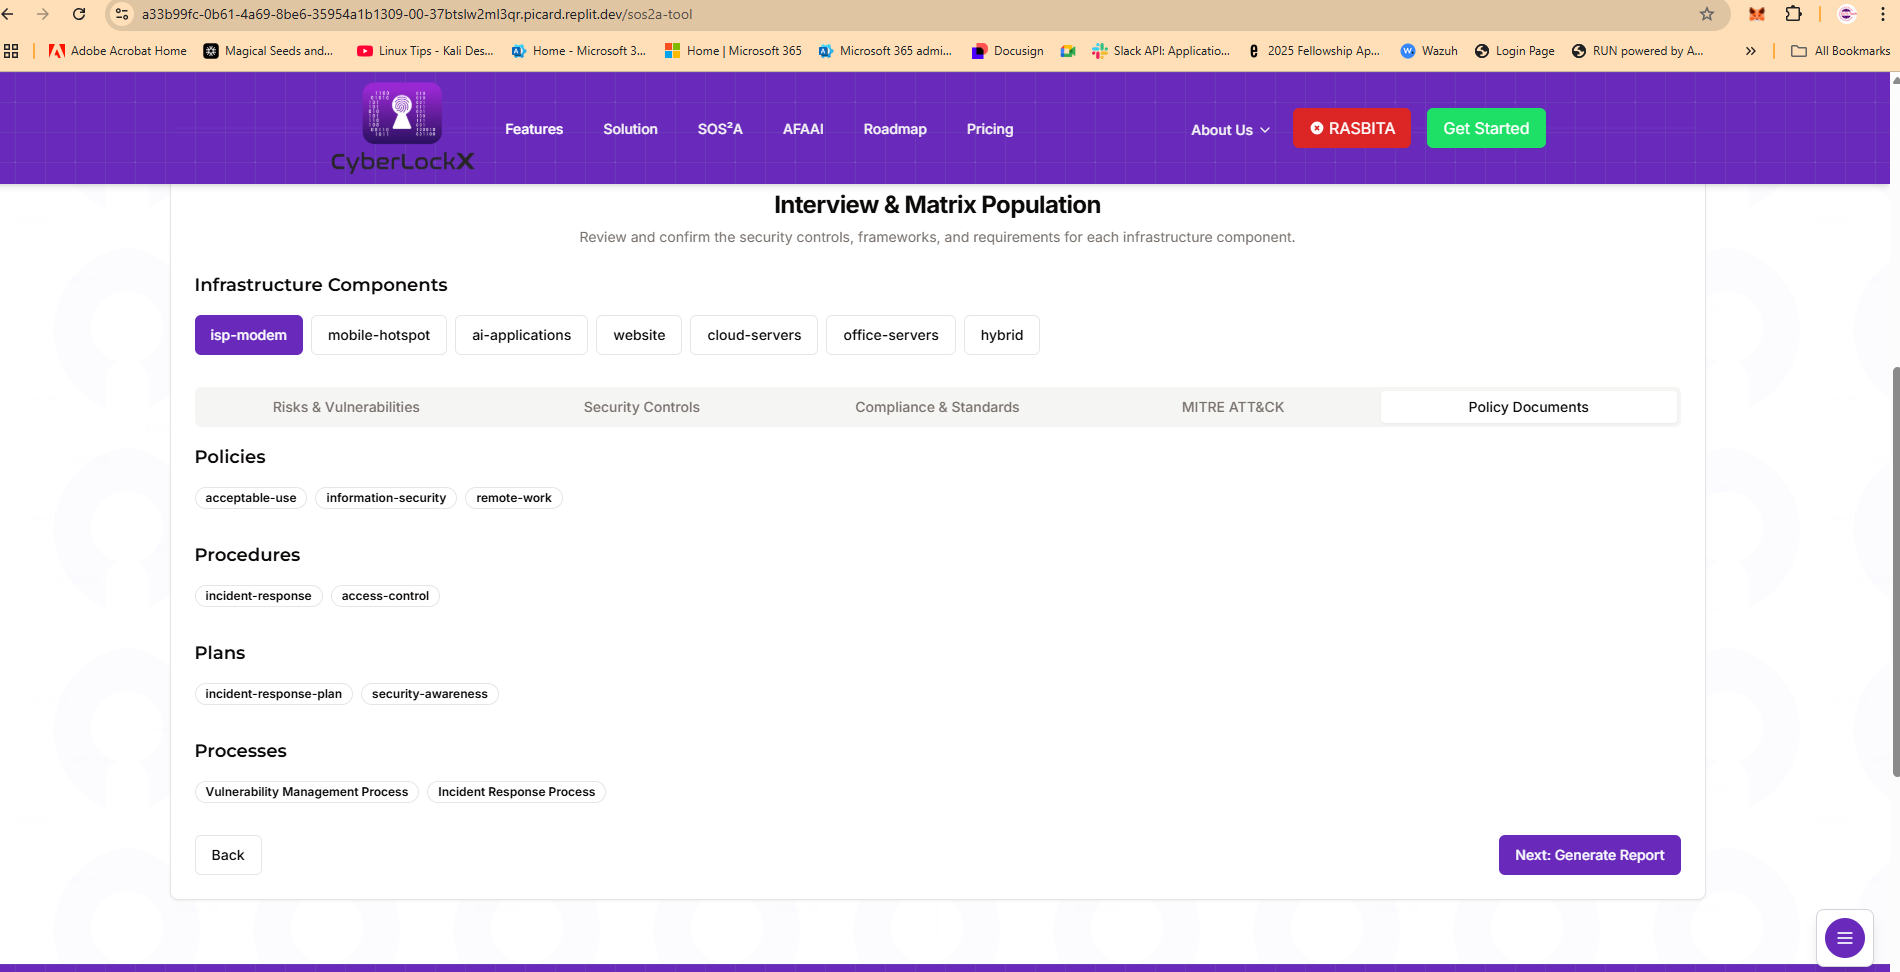 a33b99fc-0b61-4a69-8be6-35954a1b1309-00-37btslw2ml3qr.picard.replit.dev/sos2a-tool
Adobe Acrobat Home Magical Seeds and... Linux Tips - Kali Des... Home - Microsoft 3... Home | Microsoft 365 Microsoft 365 admi... Docusign Slack API: Applicatio... 2025 Fellowship Ap... Wazuh Login Page RUN powered by A... » All Bookmarks
CyberLockX
Features Solution SOS²A AFAAI Roadmap Pricing About Us RASBITA Get Started
Interview & Matrix Population
Review and confirm the security controls, frameworks, and requirements for each infrastructure component.
Infrastructure Components
isp-modem mobile-hotspot ai-applications website cloud-servers office-servers hybrid
Risks & Vulnerabilities Security Controls Compliance & Standards MITRE ATT&CK Policy Documents
Policies
acceptable-use information-security remote-work
Procedures
incident-response access-control
Plans
incident-response-plan security-awareness
Processes
Vulnerability Management Process Incident Response Process
Back Next: Generate Report